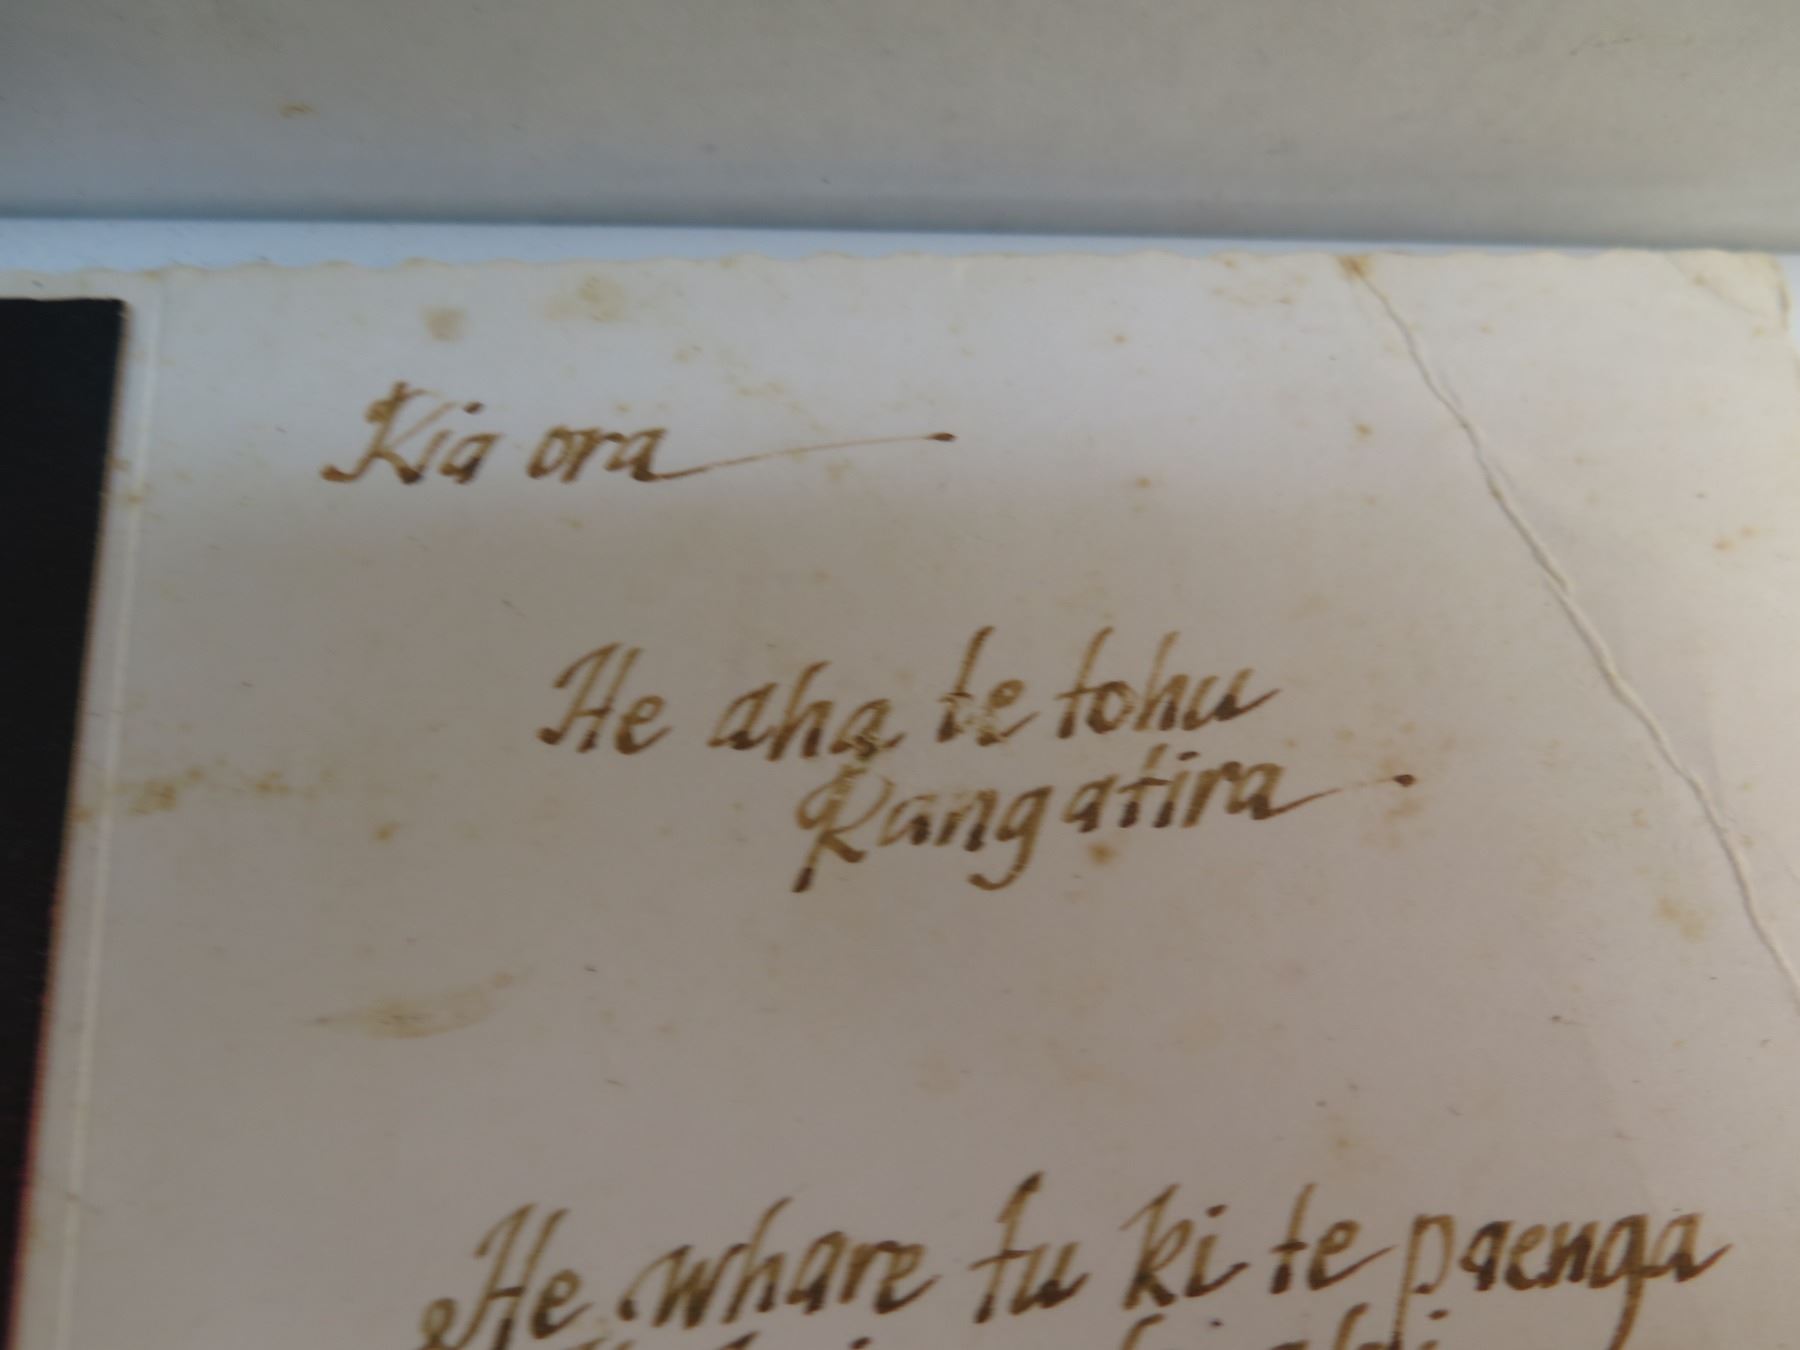 Kia ora
He aha te tohu
Rangatira
He whare tu ki te paenga